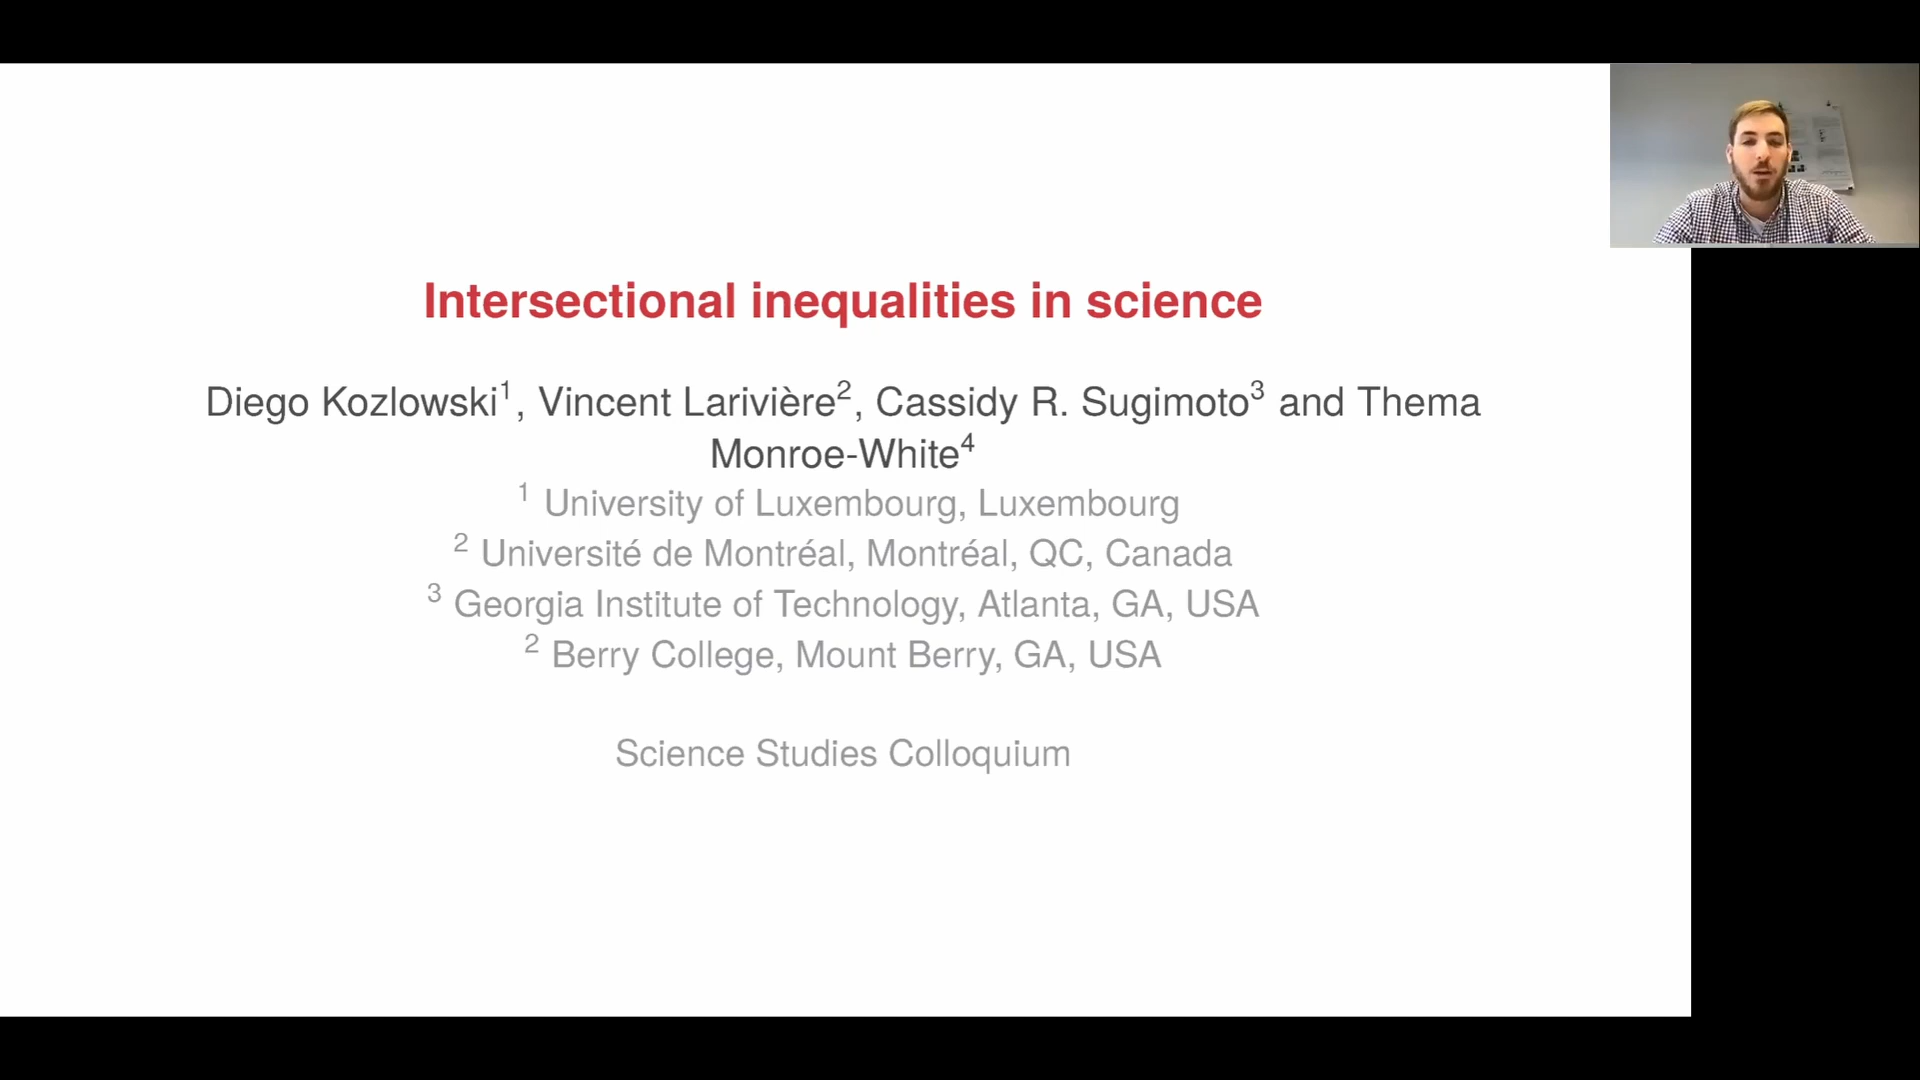 Intersectional inequalities in science
Diego Kozlowski1, Vincent Larivière2, Cassidy R. Sugimoto3 and Thema
Monroe-White4
1 University of Luxembourg, Luxembourg
2 Université de Montréal, Montréal, QC, Canada
3 Georgia Institute of Technology, Atlanta, GA, USA
2 Berry College, Mount Berry, GA, USA
Science Studies Colloquium